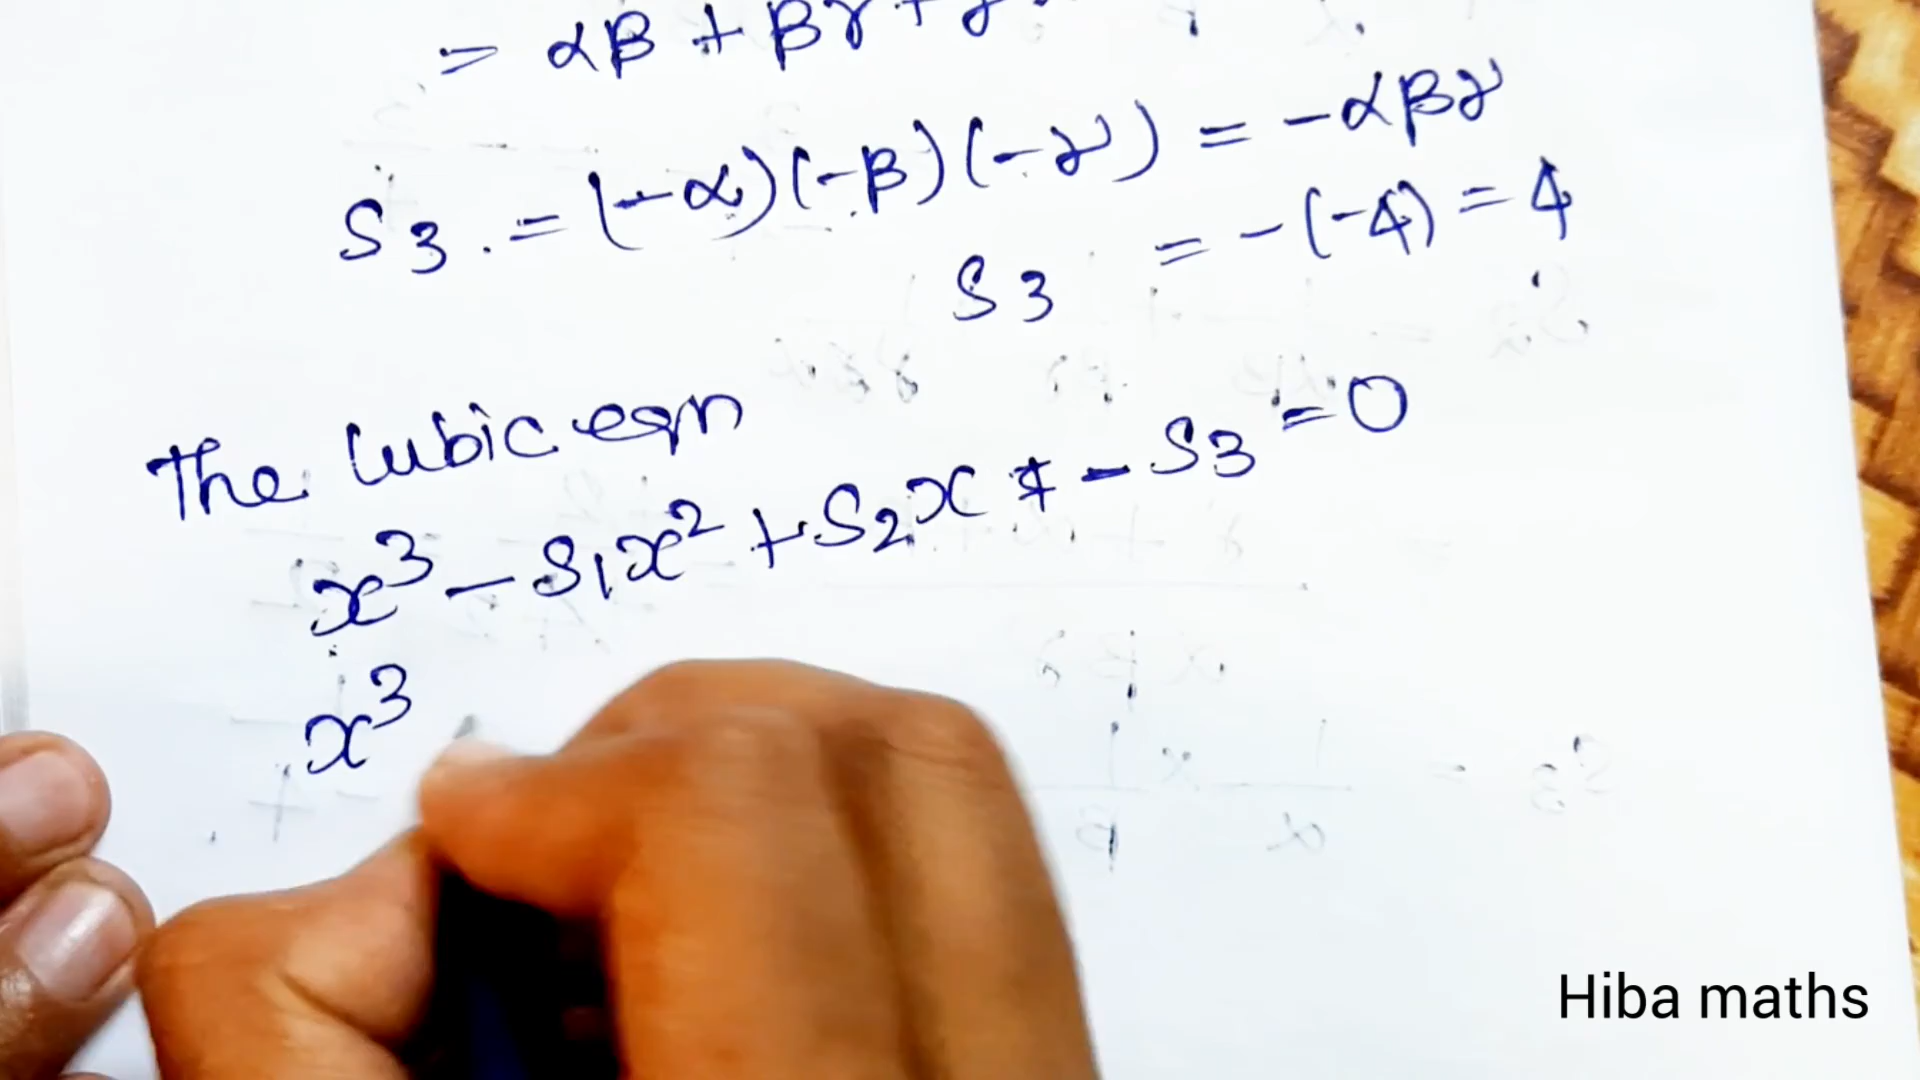 = αβ + βγ +
S3 = (-α)(-β)(-γ) = -αβγ
S3 = -(-4) = 4
The Cubic eqn
x³ - S1x² + S2x - S3 = 0
x³
Hiba maths